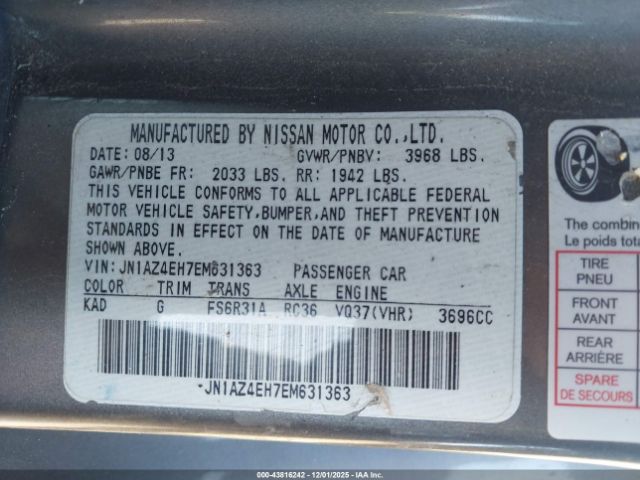 MANUFACTURED BY NISSAN MOTOR CO.,LTD.
DATE: 08/13 GVWR/PNBV: 3968 LBS.
GAWR/PNBE FR: 2033 LBS. RR: 1942 LBS.
THIS VEHICLE CONFORMS TO ALL APPLICABLE FEDERAL
MOTOR VEHICLE SAFETY,BUMPER,AND THEFT PREVENTION
STANDARDS IN EFFECT ON THE DATE OF MANUFACTURE
SHOWN ABOVE.
VIN: JN1AZ4EH7EM631363 PASSENGER CAR
COLOR TRIM TRANS AXLE ENGINE
KAD G FS6R31A RC36 VQ37(VHR) 3696CC
JN1AZ4EH7EM631363
The combin
Le poids tota
TIRE
PNEU
FRONT
AVANT
REAR
ARRIÈRE
SPARE
DE SECOURS
000-43816242 - 12/01/2025 - IAA Inc.